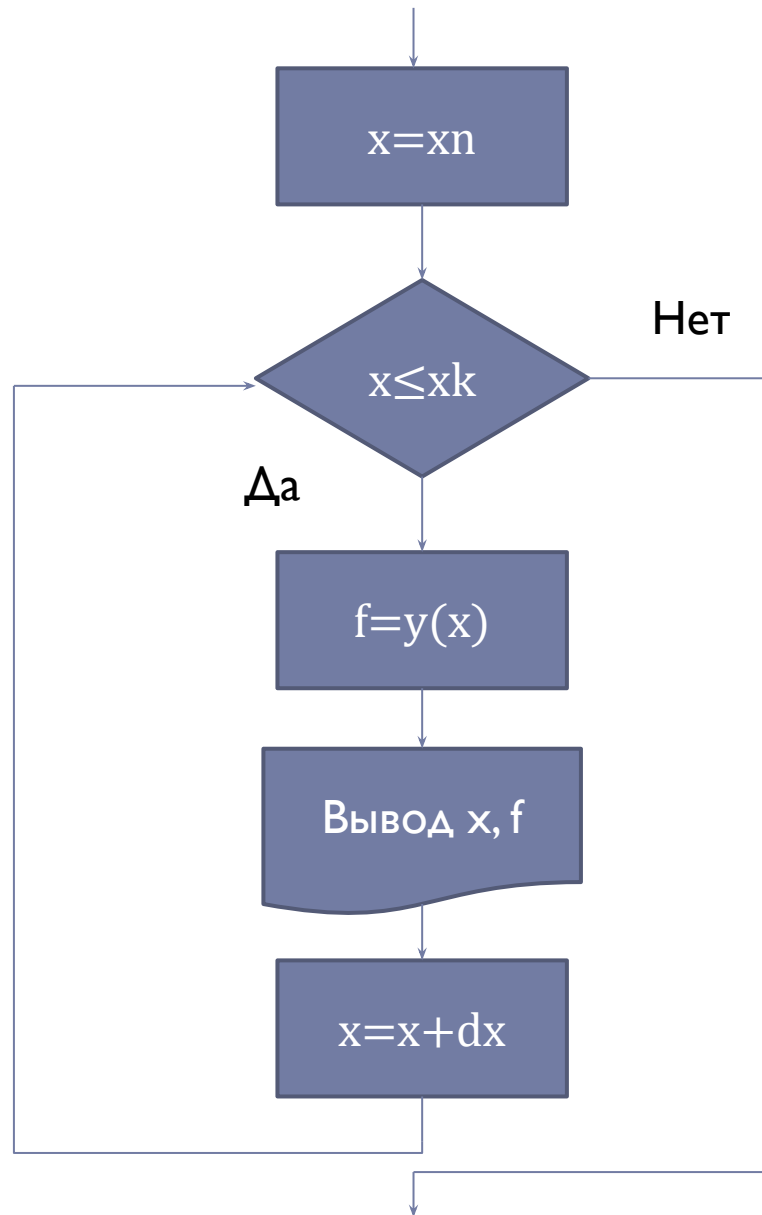 x=xn
Нет
x≤xk
Да
f=y(x)
Вывод x, f
x=x+dx